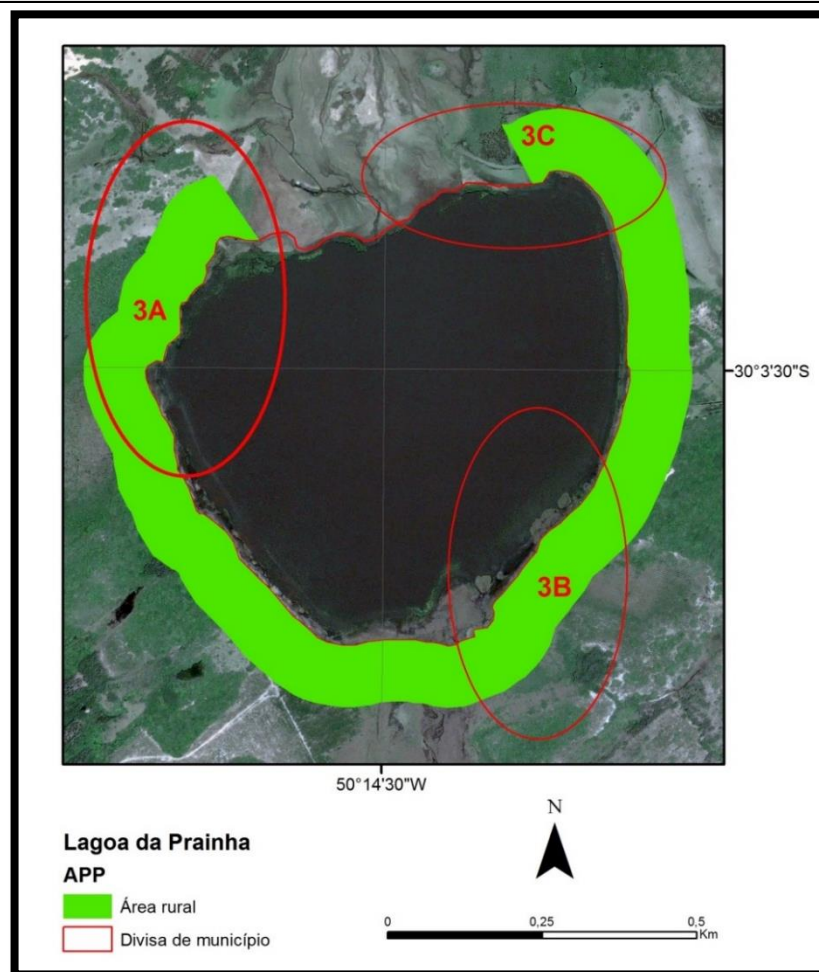 3C
3A
30°3'30"S
3B
50°14'30"W
N
Lagoa da Prainha
APP
Área rural
Divisa de município
0 0,25 0,5
Km